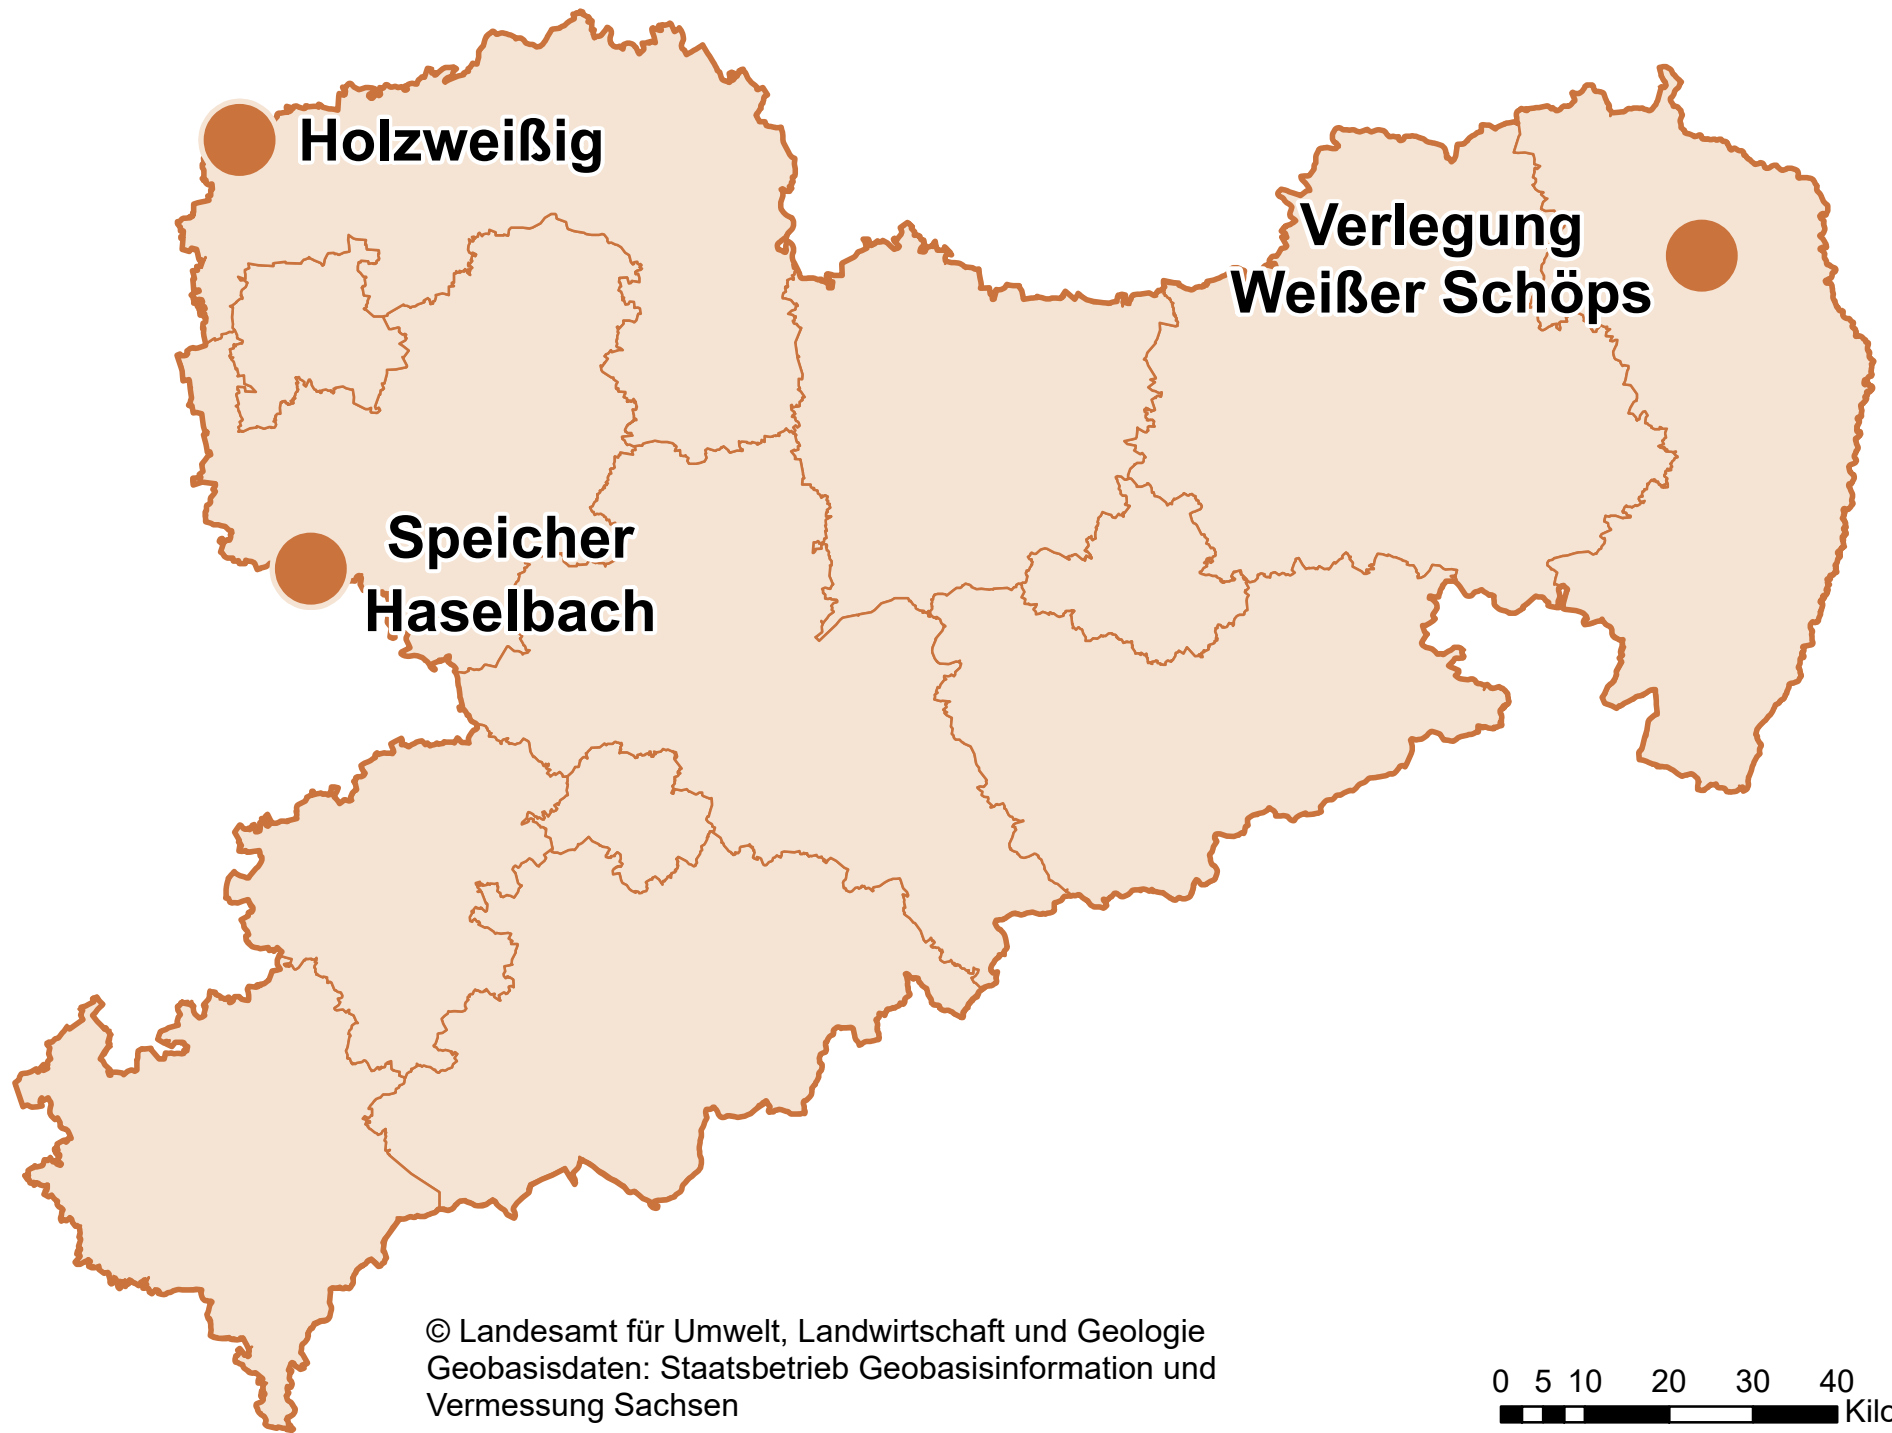 Holzweißig
Verlegung
Weißer Schöps
Speicher
Haselbach
© Landesamt für Umwelt, Landwirtschaft und Geologie
Geobasisdaten: Staatsbetrieb Geobasisinformation und
Vermessung Sachsen
0 5 10 20 30 40
Kilo